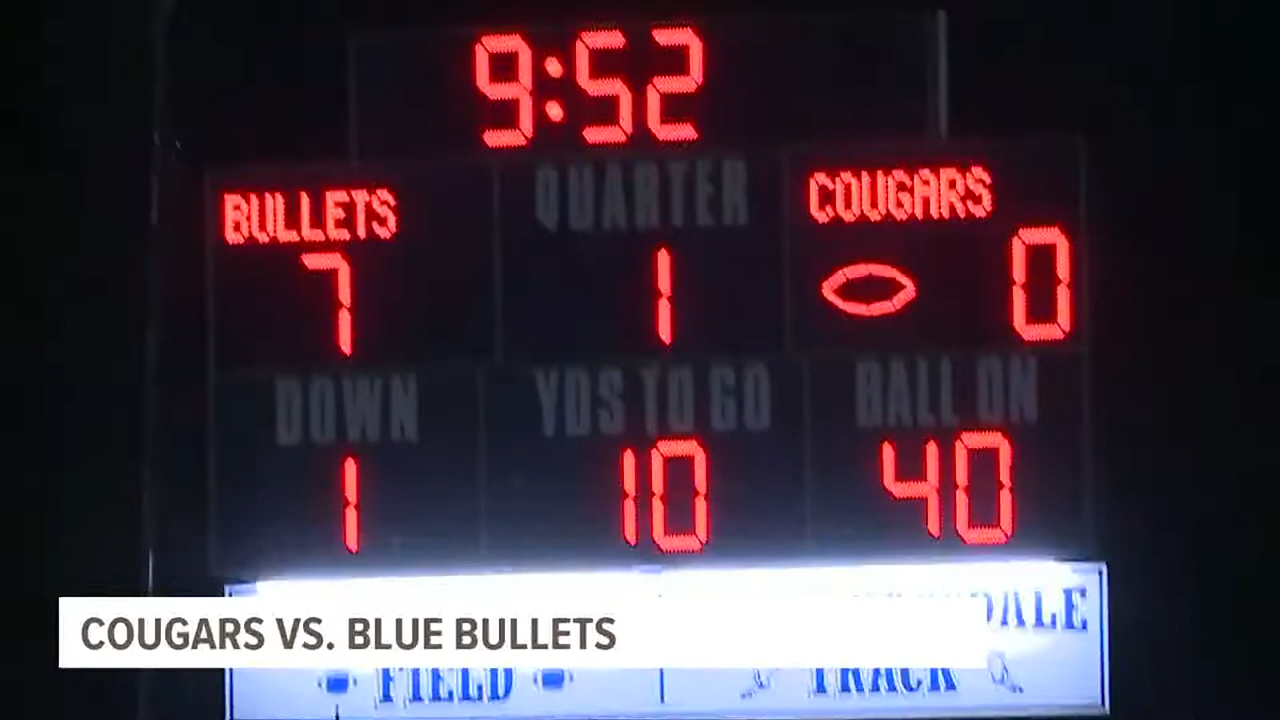 9:52
BULLETS QUARTER COUGARS
7 1 0
DOWN YDS TO GO BALL ON
1 10 40
COUGARS VS. BLUE BULLETS
FIELD TRACK